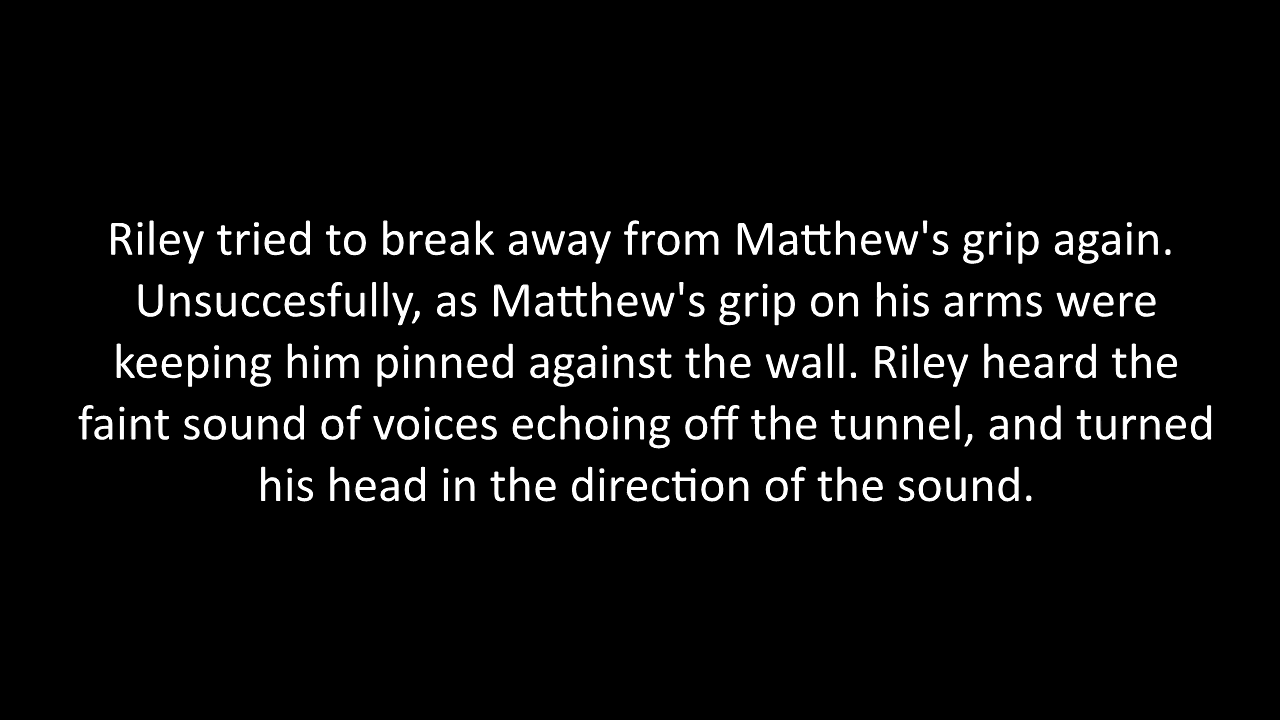 Riley tried to break away from Matthew's grip again.
Unsuccesfully, as Matthew's grip on his arms were
keeping him pinned against the wall. Riley heard the
faint sound of voices echoing off the tunnel, and turned
his head in the direction of the sound.